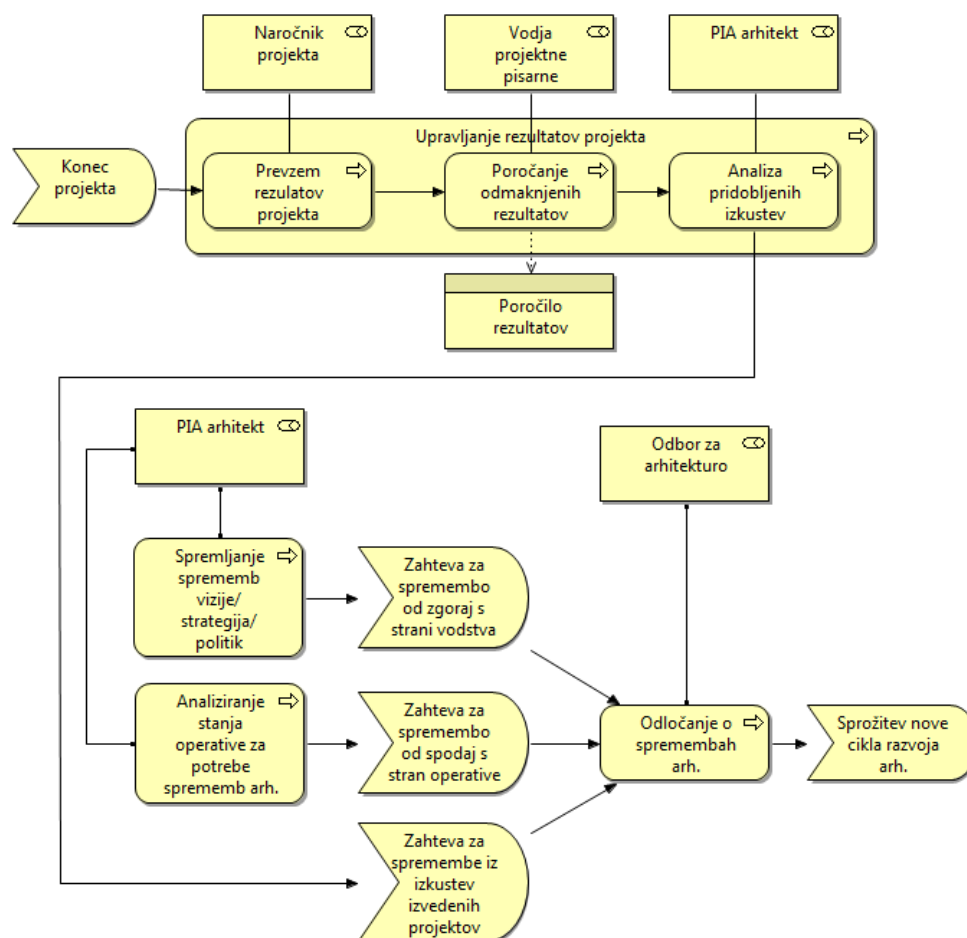 Naročnik
projekta
Vodja
projektne
pisarne
PIA arhitekt
Upravljanje rezultatov projekta
Konec
projekta
Prevzem
rezulatov
projekta
Poročanje
odmaknjenih
rezultatov
Analiza
pridobljenih
izkustev
Poročilo
rezultatov
PIA arhitekt
Odbor za
arhitekturo
Spremljanje
sprememb
vizije/
strategija/
politik
Zahteva za
spremembo
od zgoraj s
strani vodstva
Analiziranje
stanja
operative za
potrebe
sprememb arh.
Zahteva za
spremembo
od spodaj s
stran operative
Odločanje o
spremembah
arh.
Sprožitev nove
cikla razvoja
arh.
Zahteva za
spremembe iz
izkustev
izvedenih
projektov